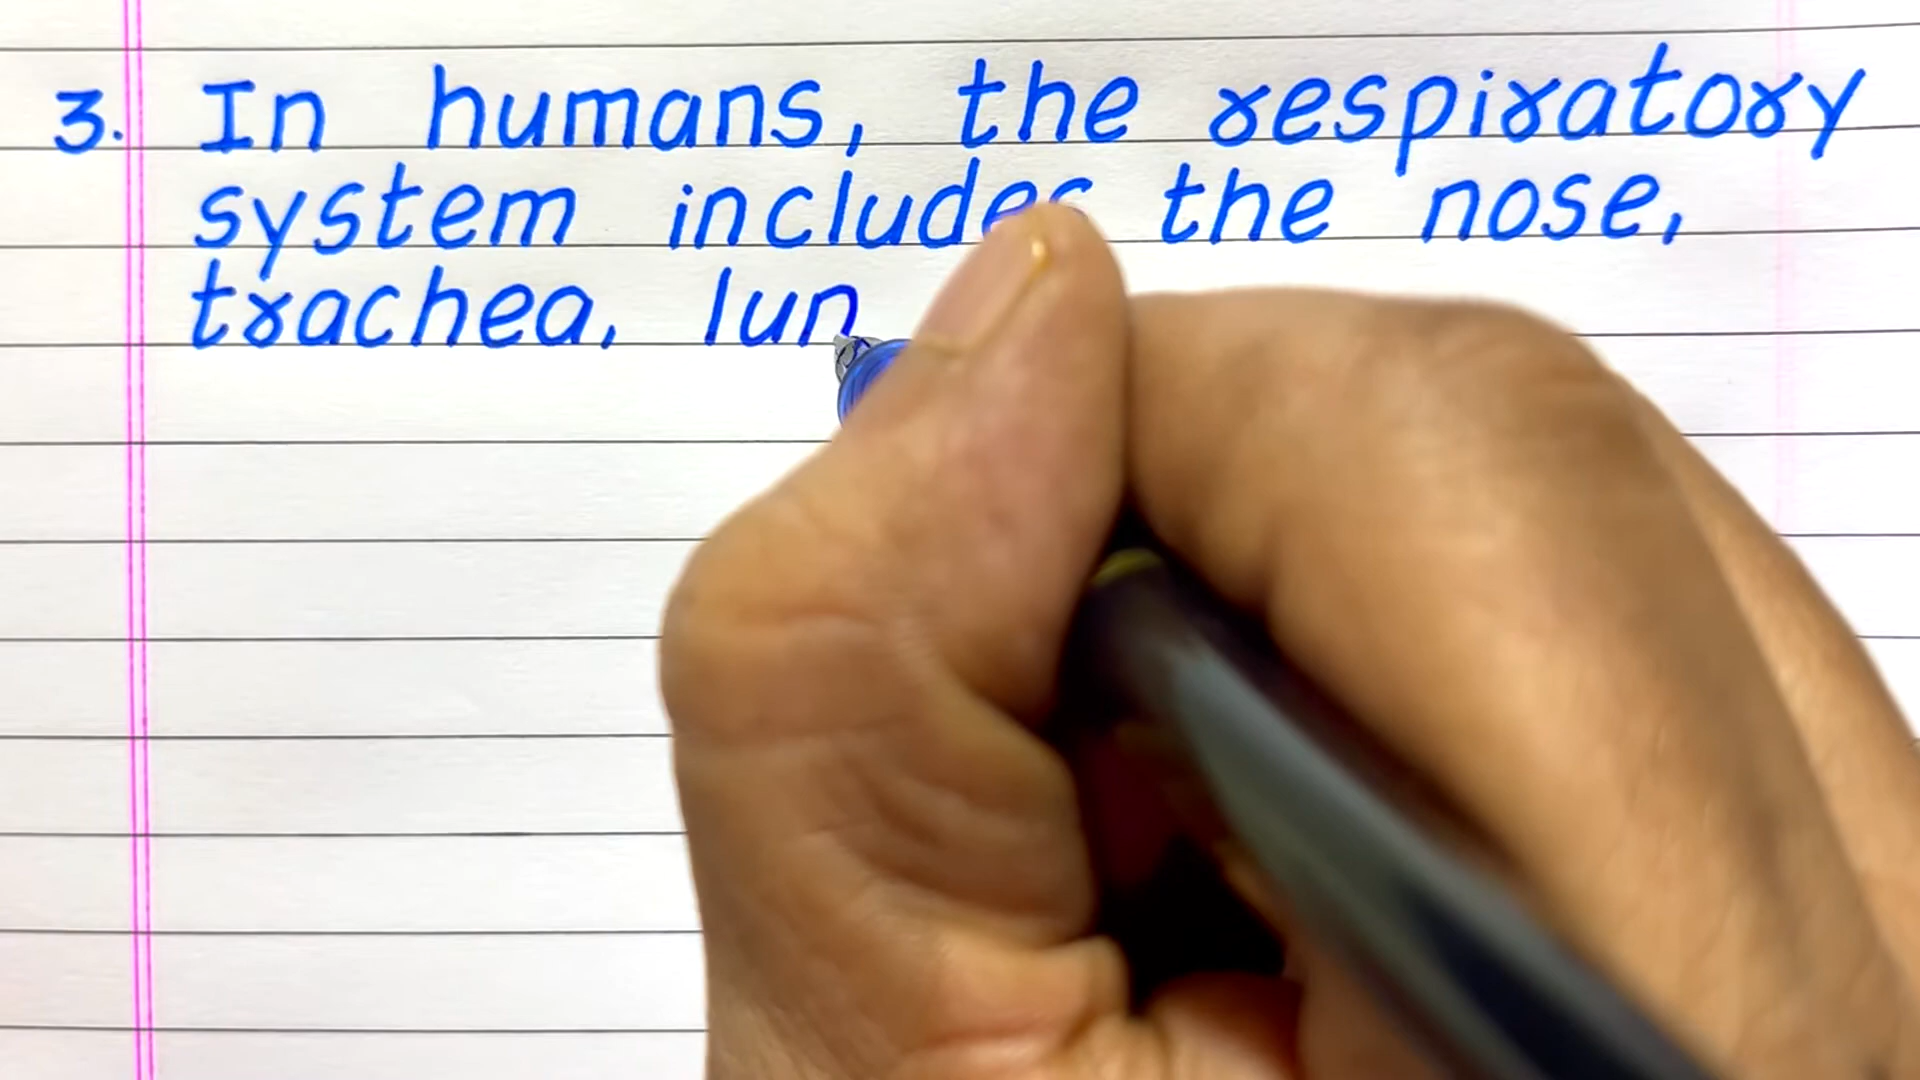 3. In humans, the respiratory
system includes the nose,
trachea, lun